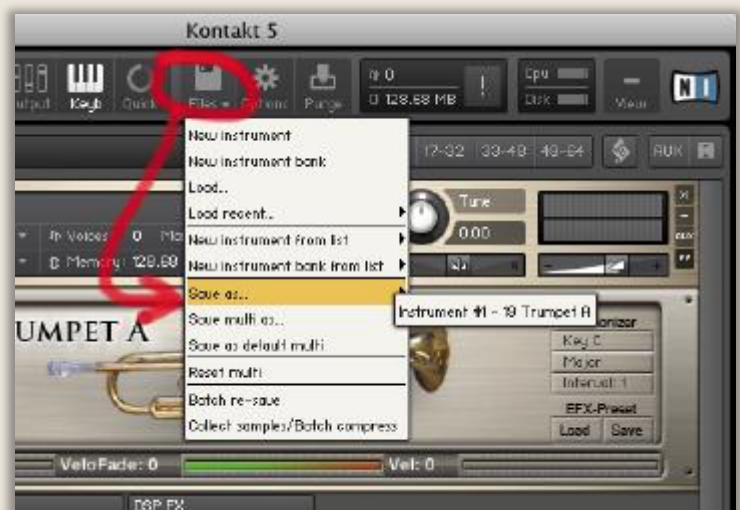 Kontakt 5
Output Keyb Quick Files Options Purge
0
128.68 MB
!
Cpu
Disk
View
NI
New instrument
New instrument bank
Load...
Load recent...
New instrument from list
New instrument bank from list
Save as...
Save multi as...
Save as default multi
Reset multi
Batch re-save
Collect samples/Batch compress
Instrument #1 - 19 Trumpet A
17-32 33-48 49-64
AUX
Tune
0.00
Voices: 0
Memory: 128.68
UMPET A
Key C
Major
Interval: 1
EFX-Preset
Load Save
VeloFade: 0
Vel: 0
DSP FX